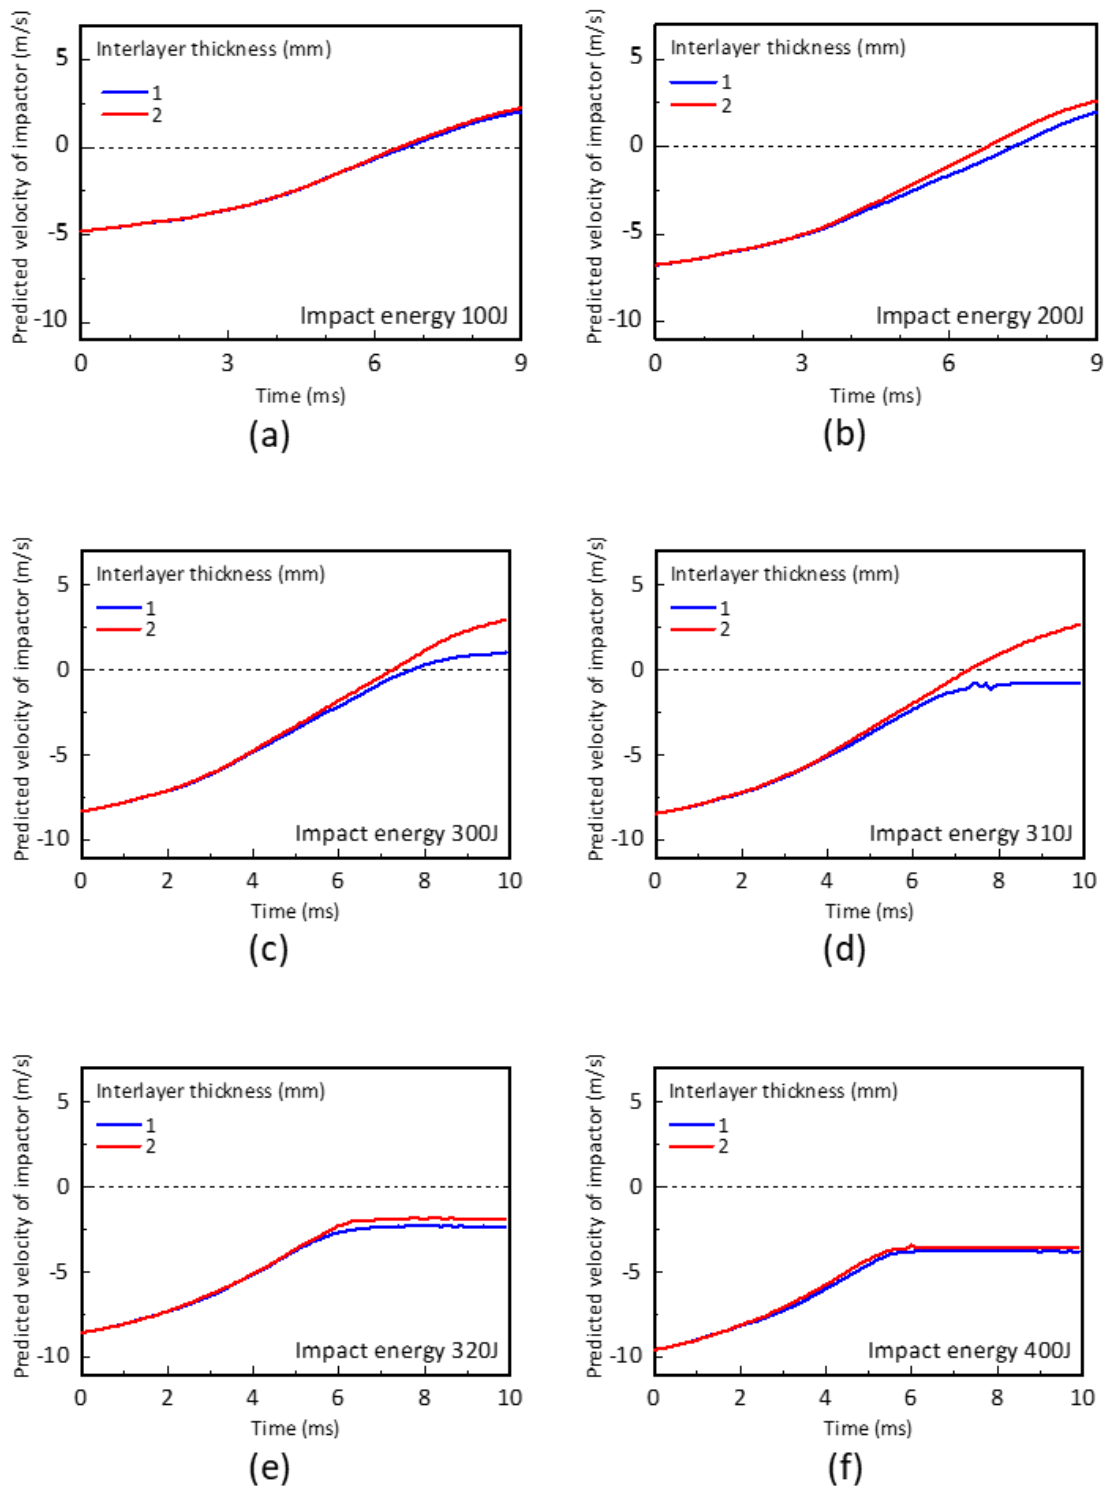 Predicted velocity of impactor (m/s)
5
0
-5
-10
Interlayer thickness (mm)
1
2
Impact energy 100J
0 3 6 9
Time (ms)
(a)
Predicted velocity of impactor (m/s)
5
0
-5
-10
Interlayer thickness (mm)
1
2
Impact energy 200J
0 3 6 9
Time (ms)
(b)
Predicted velocity of impactor (m/s)
5
0
-5
-10
Interlayer thickness (mm)
1
2
Impact energy 300J
0 2 4 6 8 10
Time (ms)
(c)
Predicted velocity of impactor (m/s)
5
0
-5
-10
Interlayer thickness (mm)
1
2
Impact energy 310J
0 2 4 6 8 10
Time (ms)
(d)
Predicted velocity of impactor (m/s)
5
0
-5
-10
Interlayer thickness (mm)
1
2
Impact energy 320J
0 2 4 6 8 10
Time (ms)
(e)
Predicted velocity of impactor (m/s)
5
0
-5
-10
Interlayer thickness (mm)
1
2
Impact energy 400J
0 2 4 6 8 10
Time (ms)
(f)